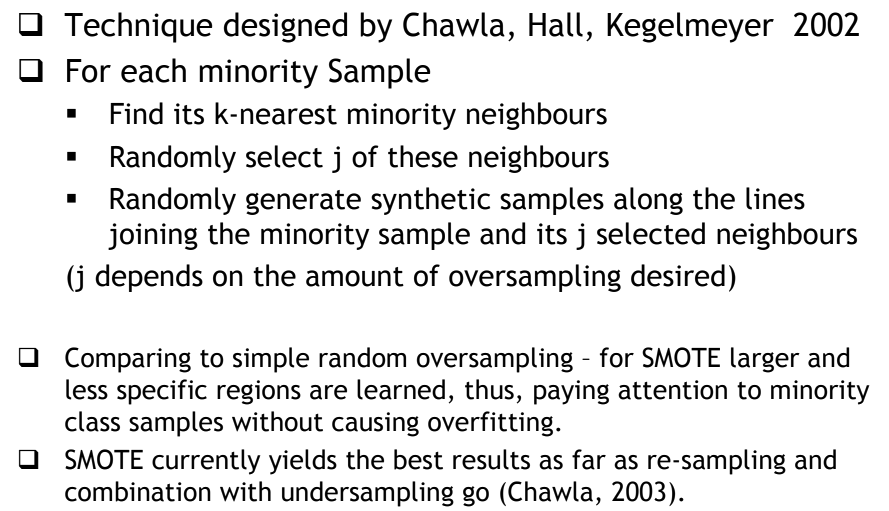 ❑ Technique designed by Chawla, Hall, Kegelmeyer 2002
❑ For each minority Sample
▪ Find its k-nearest minority neighbours
▪ Randomly select j of these neighbours
▪ Randomly generate synthetic samples along the lines
joining the minority sample and its j selected neighbours
(j depends on the amount of oversampling desired)
❑ Comparing to simple random oversampling – for SMOTE larger and
less specific regions are learned, thus, paying attention to minority
class samples without causing overfitting.
❑ SMOTE currently yields the best results as far as re-sampling and
combination with undersampling go (Chawla, 2003).